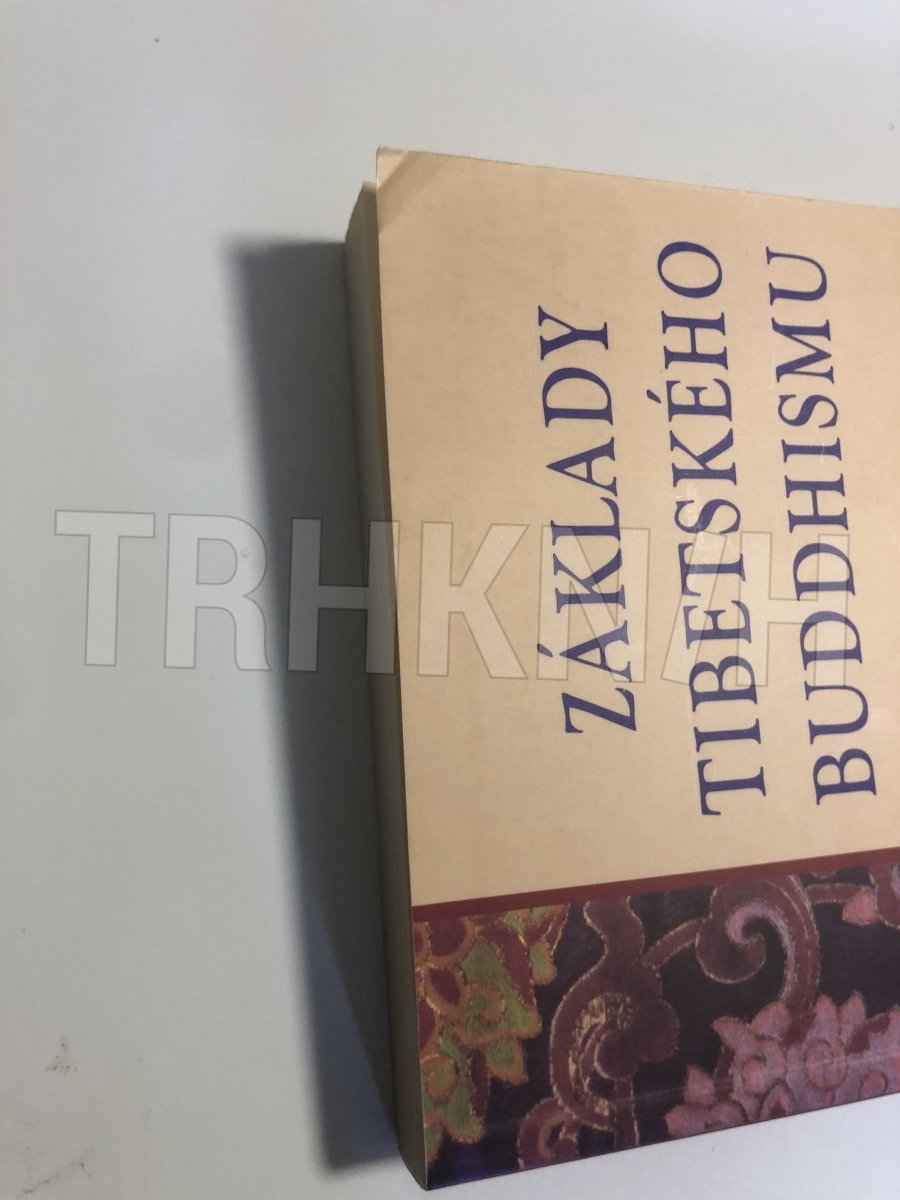 ZÁKLADY
TIBETSKÉHO
BUDDHISMU
TRHKNIH